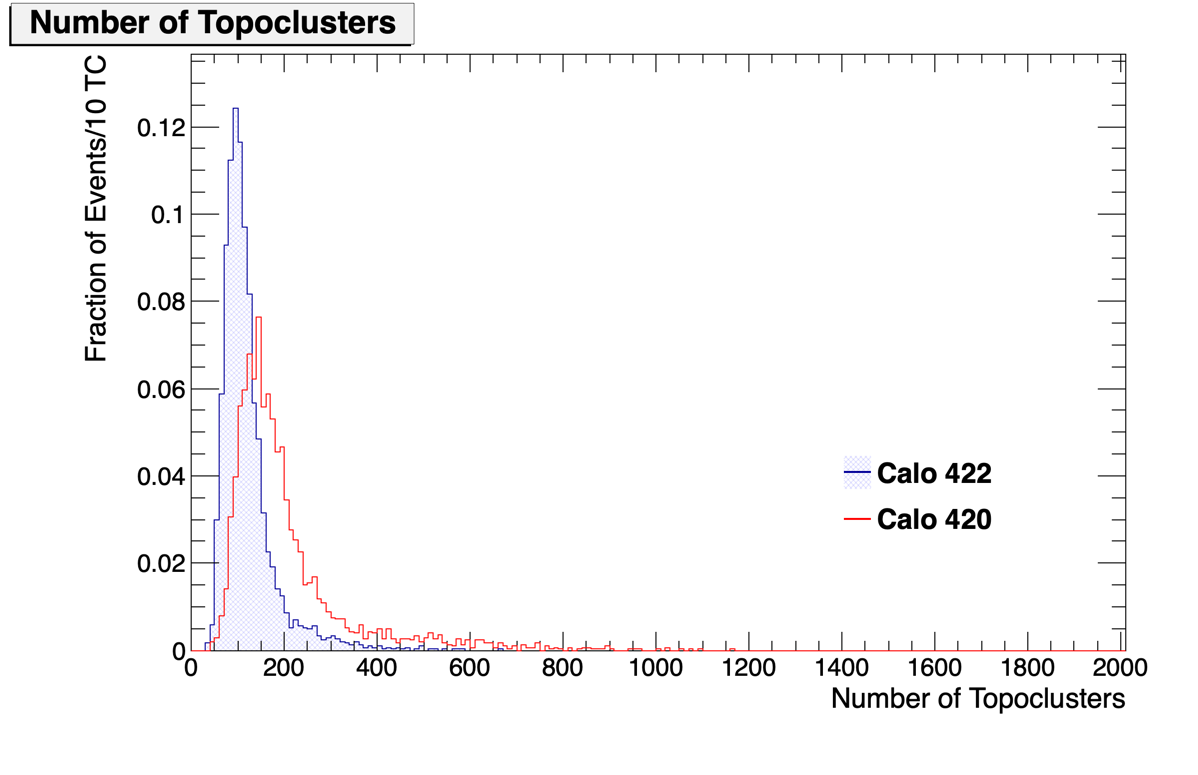 Number of Topoclusters
Fraction of Events/10 TC
0.12
0.1
0.08
0.06
0.04
0.02
0
Calo 422
Calo 420
0 200 400 600 800 1000 1200 1400 1600 1800 2000
Number of Topoclusters